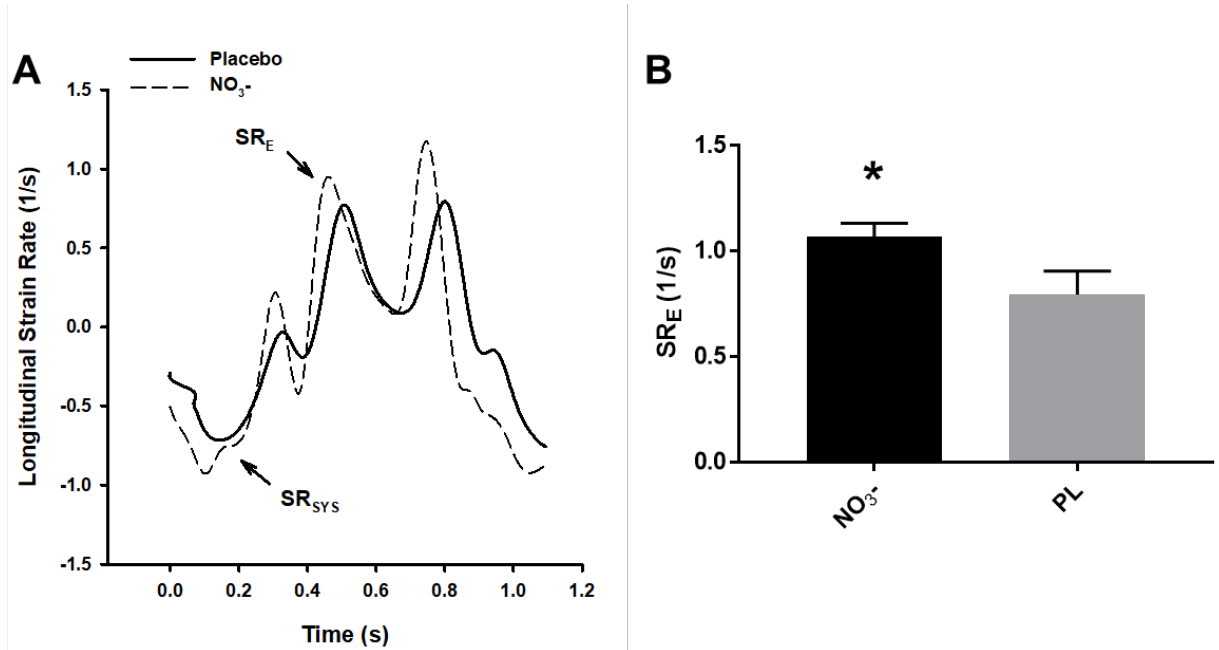 A
Placebo
NO₃-
Longitudinal Strain Rate (1/s)
1.5
1.0
0.5
0.0
-0.5
-1.0
-1.5
SRE
SRSYS
0.0 0.2 0.4 0.6 0.8 1.0 1.2
Time (s)
B
SRE (1/s)
1.5
1.0
0.5
0.0
*
NO₃-
PL